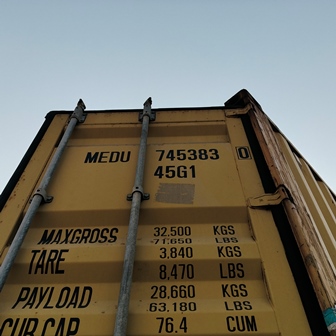 MEDU 745383 0
45G1
MAXGROSS 32,500 KGS
71,650 LBS
TARE 3,840 KGS
8,470 LBS
PAYLOAD 28,660 KGS
63,180 LBS
CUB.CAP. 76.4 CUM